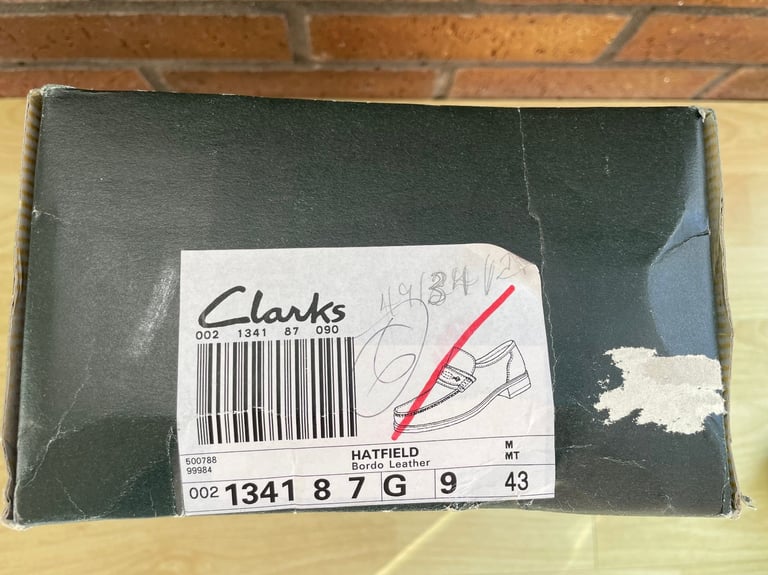 Clarks
002 1341 87 090
500788
99984
HATFIELD
Bordo Leather
M
MT
002 1341 8 7 G 9 43